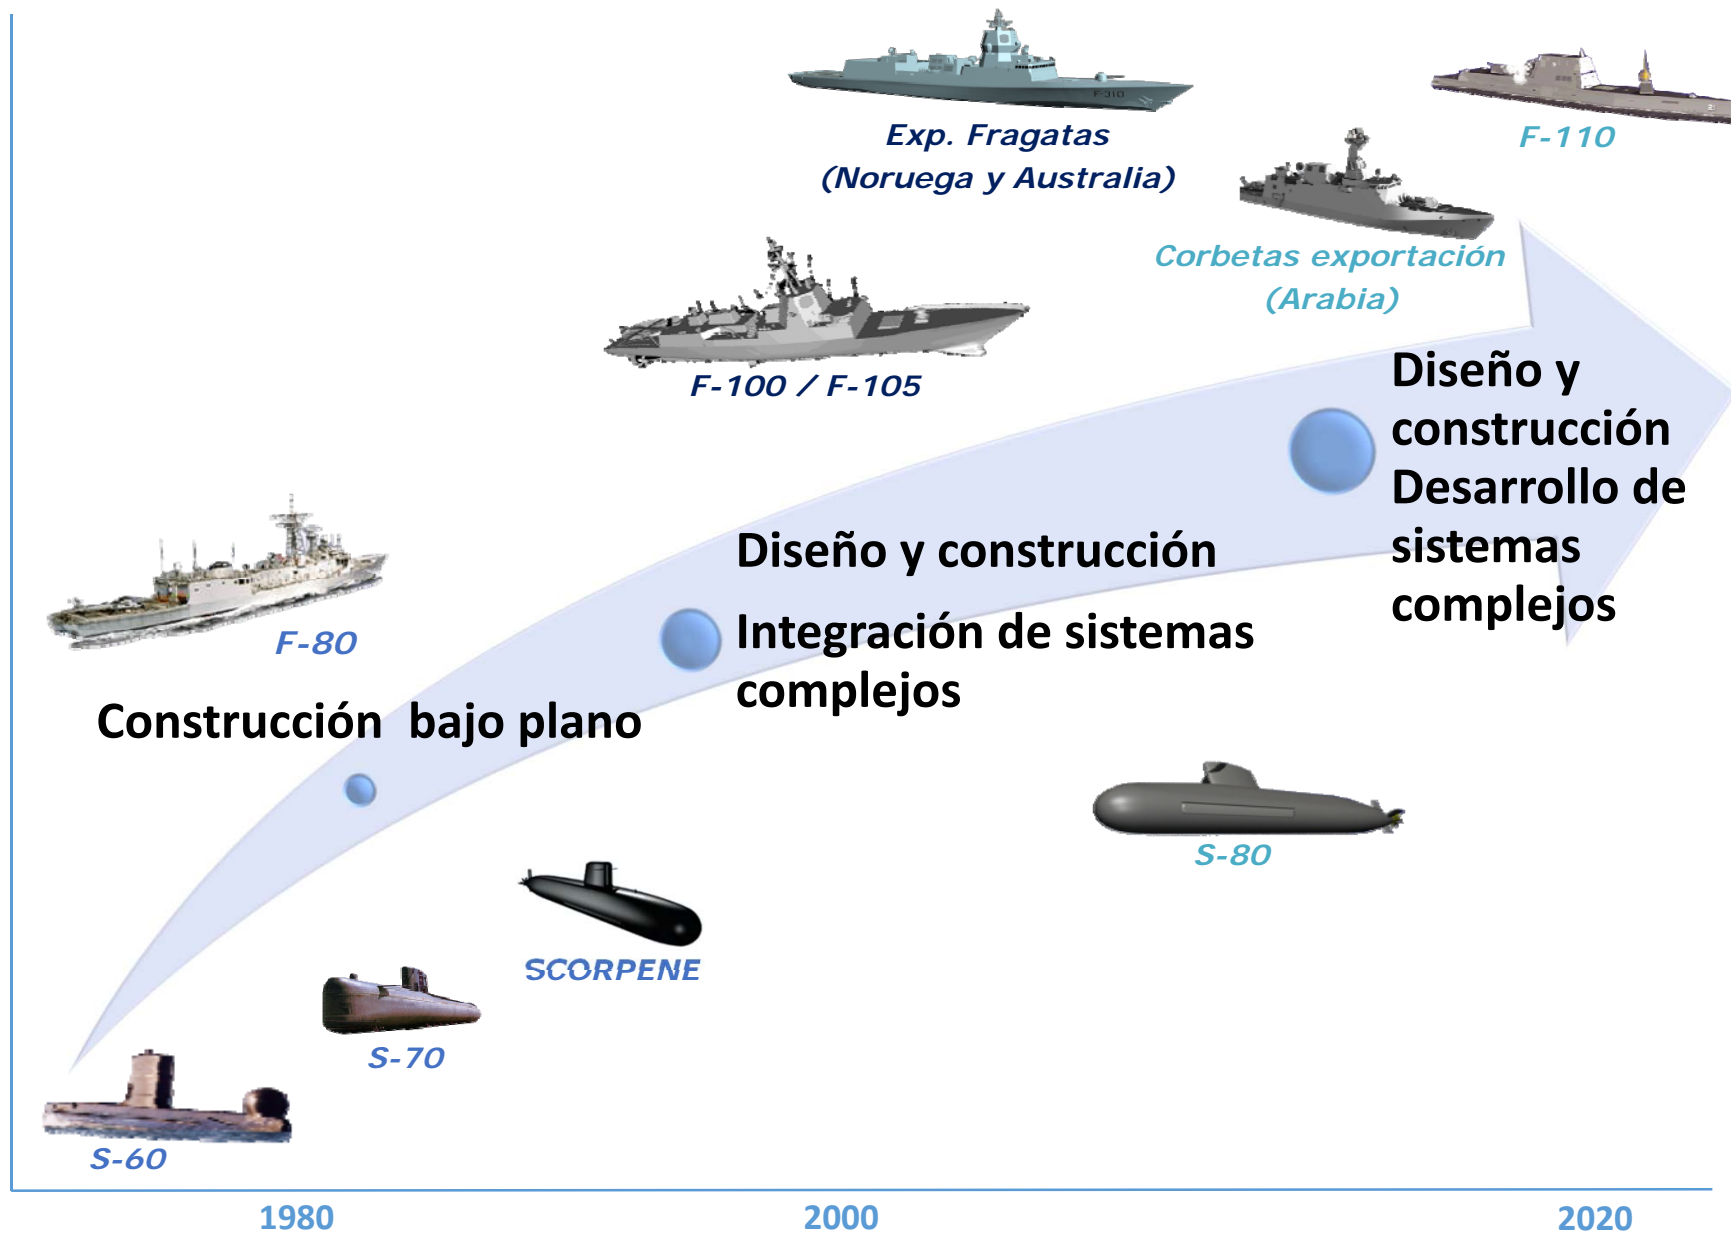 F-310
Exp. Fragatas
(Noruega y Australia)
F-110
Corbetas exportación
(Arabia)
F-100 / F-105
Diseño y
construcción
Desarrollo de
sistemas
complejos
Diseño y construcción
Integración de sistemas
complejos
F-80
Construcción bajo plano
S-80
SCORPENE
S-70
S-60
1980
2000
2020